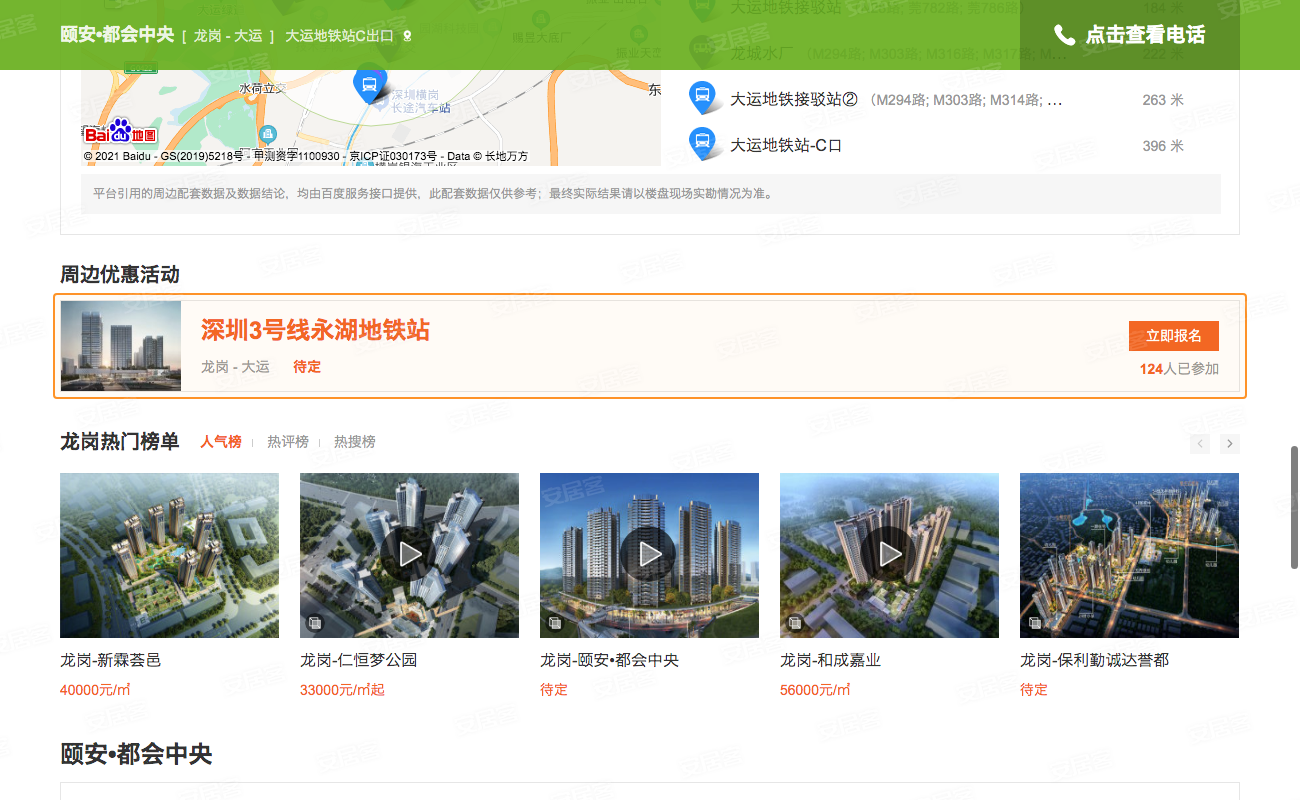 颐安•都会中央 [ 龙岗 - 大运 ] 大运地铁站C出口
点击查看电话
184 米
龙城水厂 (M294路; M303路; M316路; M317路; M...
222 米
水荷立交
深圳横岗
长途汽车站
东
Bai du 地图
© 2021 Baidu - GS(2019)5218号 - 甲测资字1100930 - 京ICP证030173号 - Data © 长地万方
大运地铁接驳站② (M294路; M303路; M314路; ...
263 米
大运地铁站-C口
396 米
平台引用的周边配套数据及数据结论，均由百度服务接口提供，此配套数据仅供参考；最终实际结果请以楼盘现场实勘情况为准。
周边优惠活动
深圳3号线永湖地铁站
龙岗 - 大运 待定
立即报名
124人已参加
龙岗热门榜单 人气榜 热评榜 热搜榜
龙岗-新霖荟邑
龙岗-仁恒梦公园
龙岗-颐安•都会中央
龙岗-和成嘉业
龙岗-保利勤诚达誉都
40000元/㎡
33000元/㎡起
待定
56000元/㎡
待定
颐安•都会中央
安居客